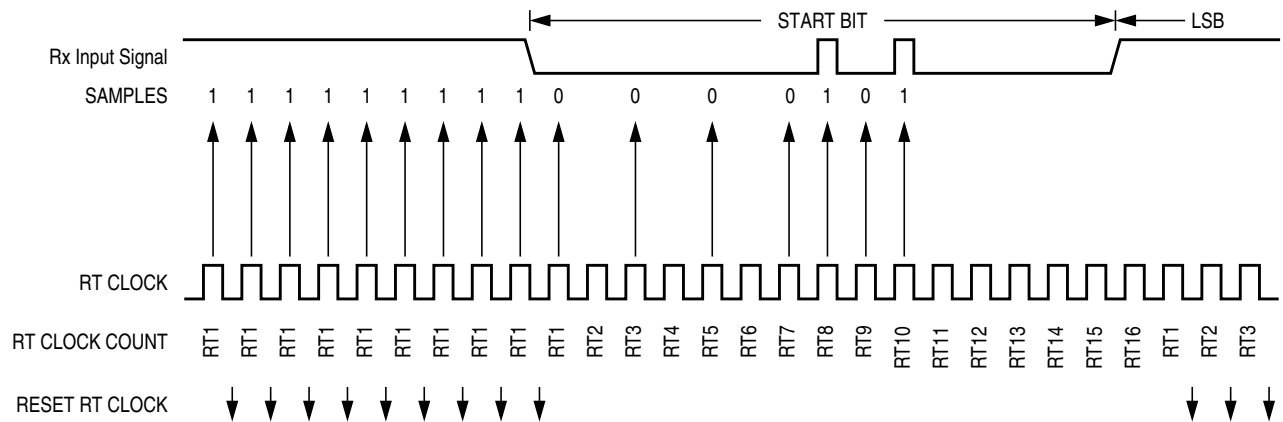 START BIT LSB
Rx Input Signal
SAMPLES 1 1 1 1 1 1 1 1 1 0 0 0 0 1 0 1
RT CLOCK
RT CLOCK COUNT RT1 RT1 RT1 RT1 RT1 RT1 RT1 RT1 RT1 RT1 RT2 RT3 RT4 RT5 RT6 RT7 RT8 RT9 RT10 RT11 RT12 RT13 RT14 RT15 RT16 RT1 RT2 RT3
RESET RT CLOCK